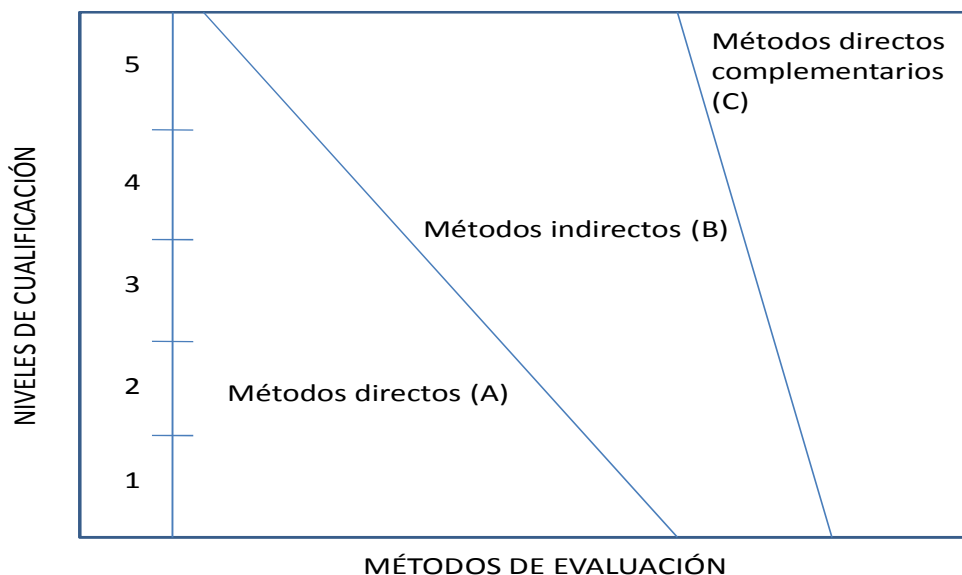 NIVELES DE CUALIFICACIÓN
5
4
3
2
1
Métodos directos
complementarios
(C)
Métodos indirectos (B)
Métodos directos (A)
MÉTODOS DE EVALUACIÓN